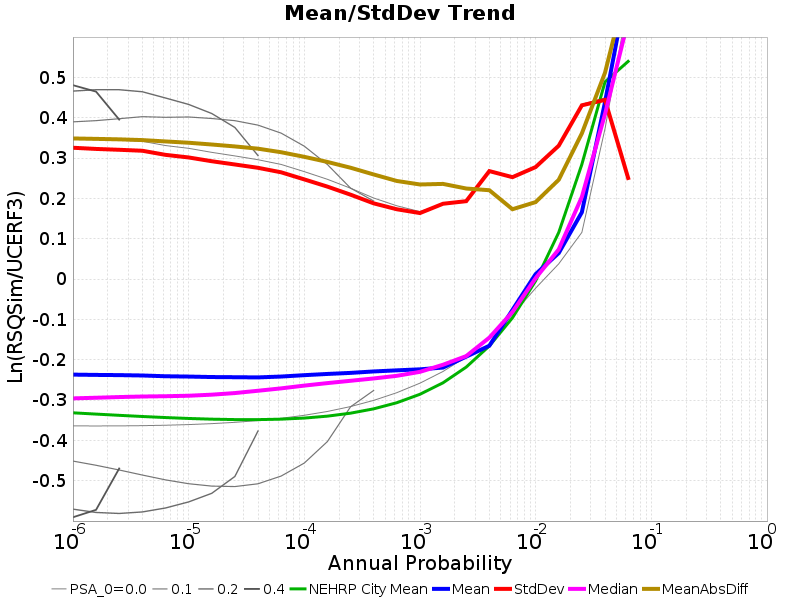 Mean/StdDev Trend
Ln(RSQSim/UCERF3)
0.5
0.4
0.3
0.2
0.1
0
-0.1
-0.2
-0.3
-0.4
-0.5
10^-6 10^-5 10^-4 10^-3 10^-2 10^-1 10^0
Annual Probability
PSA_0=0.0 0.1 0.2 0.4 NEHRP City Mean Mean StdDev Median MeanAbsDiff